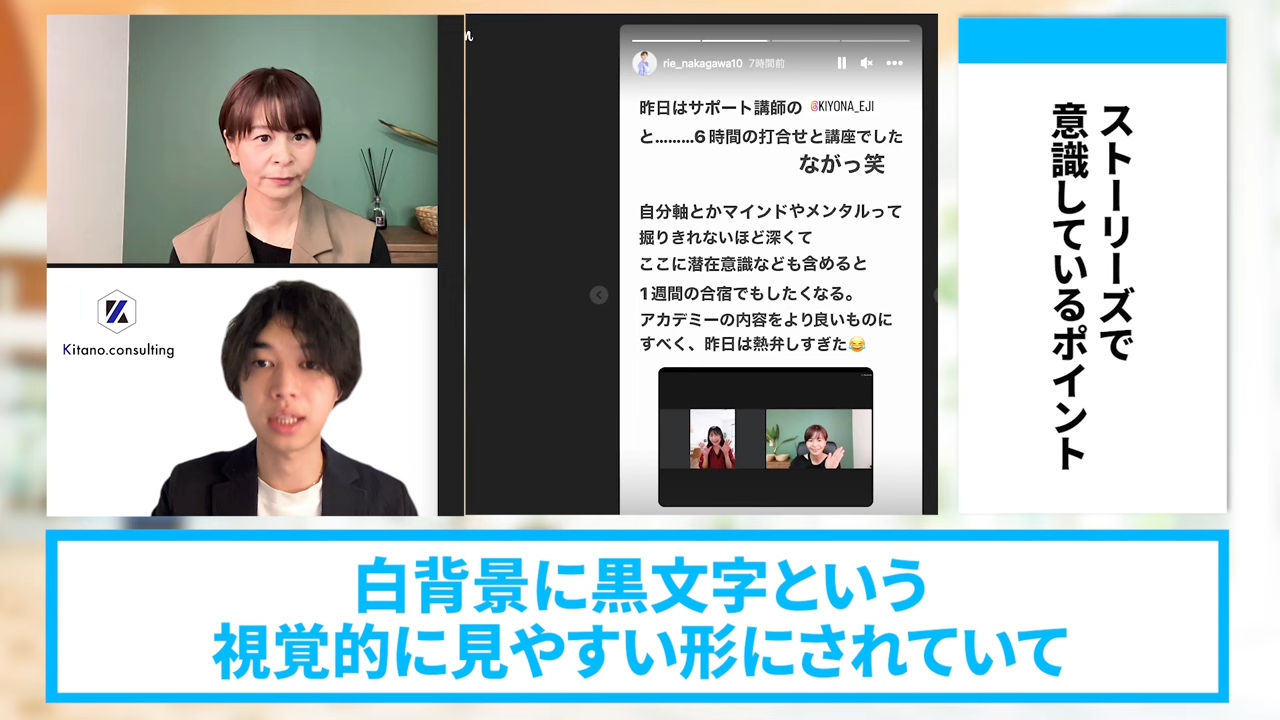 Kitano.consulting
n
rie_nakagawa10 7時間前
昨日はサポート講師の @KIYONA_EJI
と………6時間の打合せと講座でした
ながっ笑
自分軸とかマインドやメンタルって
掘りきれないほど深くて
ここに潜在意識なども含めると
1週間の合宿でもしたくなる。
アカデミーの内容をより良いものに
すべく、昨日は熱弁しすぎた😂
ストーリーズで
意識しているポイント
白背景に黒文字という
視覚的に見やすい形にされていて